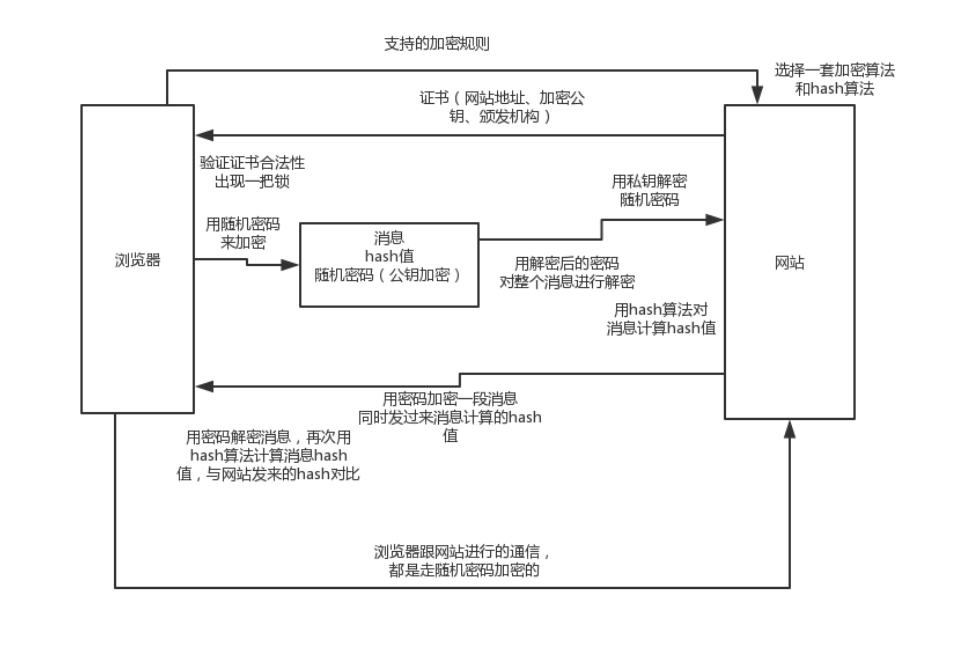 支持的加密规则
选择一套加密算法
和hash算法
证书（网站地址、加密公
钥、颁发机构）
验证证书合法性
出现一把锁
用私钥解密
随机密码
用随机密码
来加密
消息
hash值
随机密码（公钥加密）
浏览器
网站
用解密后的密码
对整个消息进行解密
用hash算法对
消息计算hash值
用密码加密一段消息
同时发过来消息计算的hash
值
用密码解密消息，再次用
hash算法计算消息hash
值，与网站发来的hash对比
浏览器跟网站进行的通信，
都是走随机密码加密的